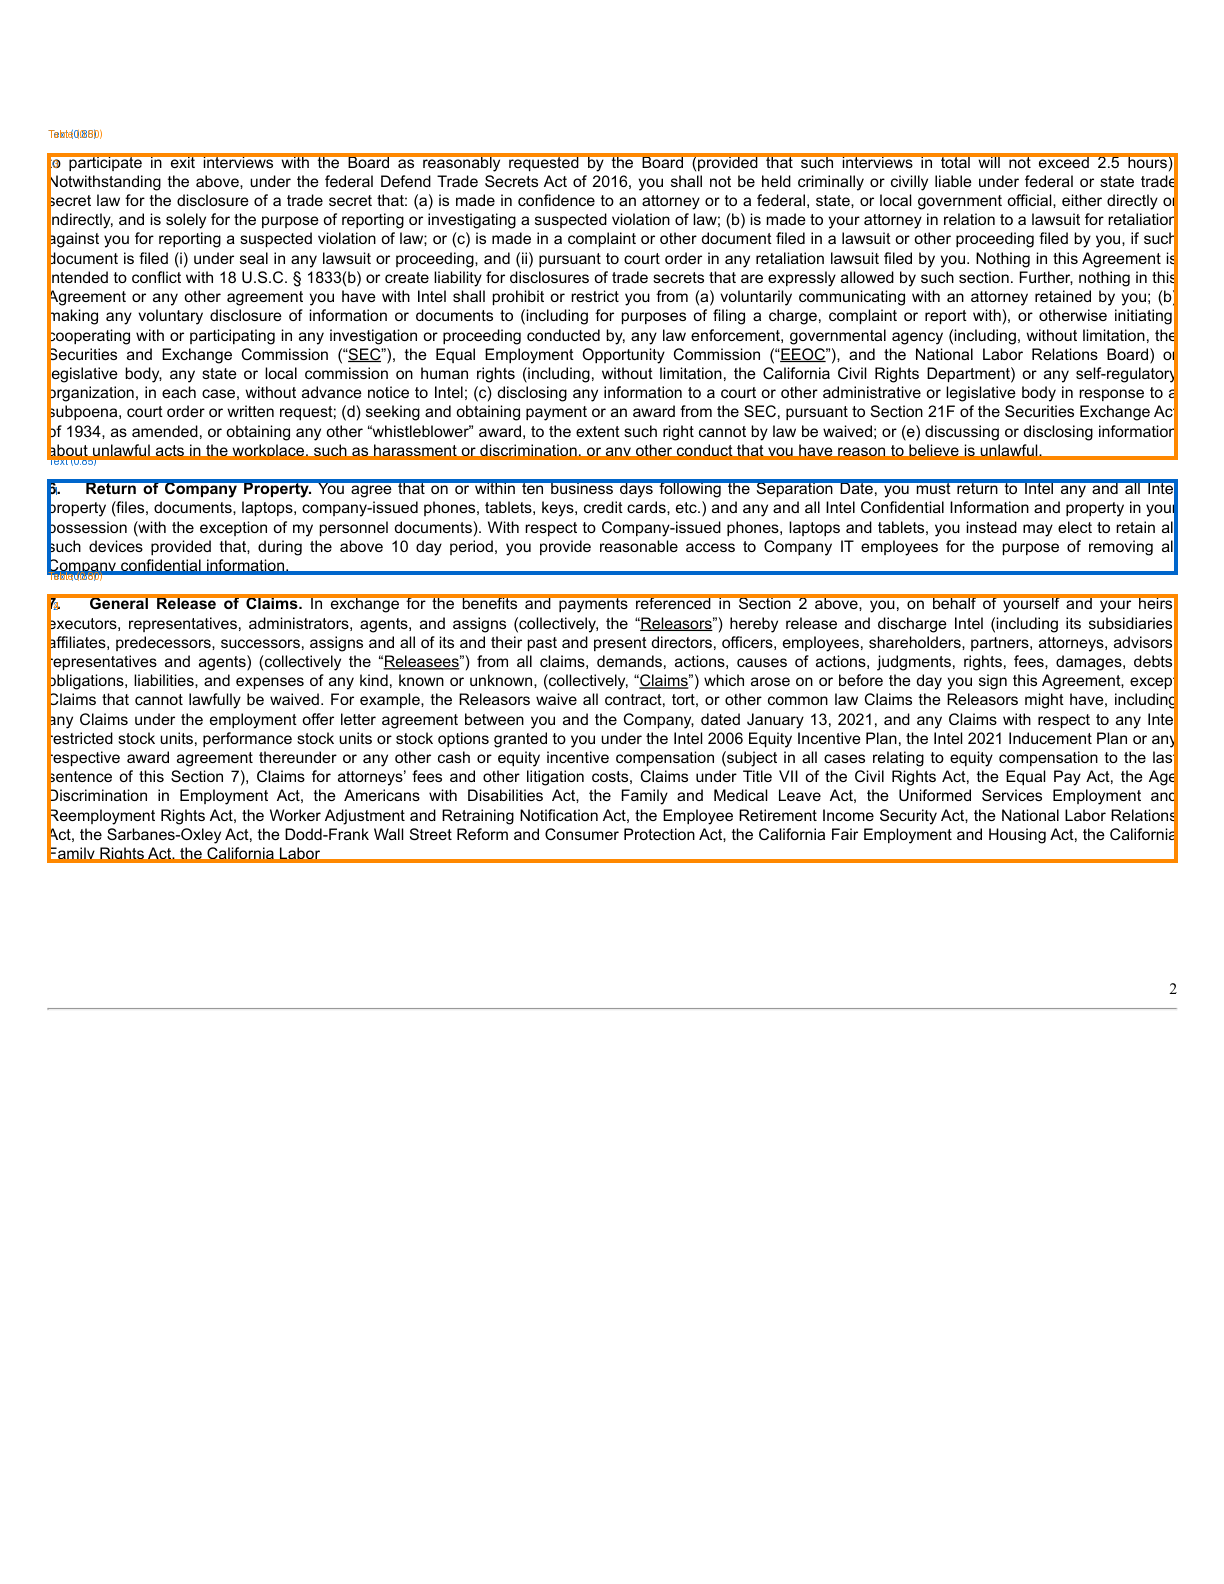 to participate in exit interviews with the Board as reasonably requested by the Board (provided that such interviews in total will not exceed 2.5 hours)
Notwithstanding the above, under the federal Defend Trade Secrets Act of 2016, you shall not be held criminally or civilly liable under federal or state trade
secret law for the disclosure of a trade secret that: (a) is made in confidence to an attorney or to a federal, state, or local government official, either directly or
indirectly, and is solely for the purpose of reporting or investigating a suspected violation of law; (b) is made to your attorney in relation to a lawsuit for retaliation
against you for reporting a suspected violation of law; or (c) is made in a complaint or other document filed in a lawsuit or other proceeding filed by you, if such
document is filed (i) under seal in any lawsuit or proceeding, and (ii) pursuant to court order in any retaliation lawsuit filed by you. Nothing in this Agreement is
intended to conflict with 18 U.S.C. § 1833(b) or create liability for disclosures of trade secrets that are expressly allowed by such section. Further, nothing in this
Agreement or any other agreement you have with Intel shall prohibit or restrict you from (a) voluntarily communicating with an attorney retained by you; (b)
making any voluntary disclosure of information or documents to (including for purposes of filing a charge, complaint or report with), or otherwise initiating
cooperating with or participating in any investigation or proceeding conducted by, any law enforcement, governmental agency (including, without limitation, the
Securities and Exchange Commission (“SEC”), the Equal Employment Opportunity Commission (“EEOC”), and the National Labor Relations Board) or
legislative body, any state or local commission on human rights (including, without limitation, the California Civil Rights Department) or any self-regulatory
organization, in each case, without advance notice to Intel; (c) disclosing any information to a court or other administrative or legislative body in response to a
subpoena, court order or written request; (d) seeking and obtaining payment or an award from the SEC, pursuant to Section 21F of the Securities Exchange Act
of 1934, as amended, or obtaining any other “whistleblower” award, to the extent such right cannot by law be waived; or (e) discussing or disclosing information
about unlawful acts in the workplace, such as harassment or discrimination, or any other conduct that you have reason to believe is unlawful.
Text (0.85)
6. Return of Company Property. You agree that on or within ten business days following the Separation Date, you must return to Intel any and all Intel
property (files, documents, laptops, company-issued phones, tablets, keys, credit cards, etc.) and any and all Intel Confidential Information and property in your
possession (with the exception of my personnel documents). With respect to Company-issued phones, laptops and tablets, you instead may elect to retain all
such devices provided that, during the above 10 day period, you provide reasonable access to Company IT employees for the purpose of removing all
Company confidential information.
7. General Release of Claims. In exchange for the benefits and payments referenced in Section 2 above, you, on behalf of yourself and your heirs
executors, representatives, administrators, agents, and assigns (collectively, the “Releasors”) hereby release and discharge Intel (including its subsidiaries
affiliates, predecessors, successors, assigns and all of its and their past and present directors, officers, employees, shareholders, partners, attorneys, advisors
representatives and agents) (collectively the “Releasees”) from all claims, demands, actions, causes of actions, judgments, rights, fees, damages, debts
obligations, liabilities, and expenses of any kind, known or unknown, (collectively, “Claims”) which arose on or before the day you sign this Agreement, except
Claims that cannot lawfully be waived. For example, the Releasors waive all contract, tort, or other common law Claims the Releasors might have, including
any Claims under the employment offer letter agreement between you and the Company, dated January 13, 2021, and any Claims with respect to any Intel
restricted stock units, performance stock units or stock options granted to you under the Intel 2006 Equity Incentive Plan, the Intel 2021 Inducement Plan or any
respective award agreement thereunder or any other cash or equity incentive compensation (subject in all cases relating to equity compensation to the last
sentence of this Section 7), Claims for attorneys’ fees and other litigation costs, Claims under Title VII of the Civil Rights Act, the Equal Pay Act, the Age
Discrimination in Employment Act, the Americans with Disabilities Act, the Family and Medical Leave Act, the Uniformed Services Employment and
Reemployment Rights Act, the Worker Adjustment and Retraining Notification Act, the Employee Retirement Income Security Act, the National Labor Relations
Act, the Sarbanes-Oxley Act, the Dodd-Frank Wall Street Reform and Consumer Protection Act, the California Fair Employment and Housing Act, the California
Family Rights Act, the California Labor
2